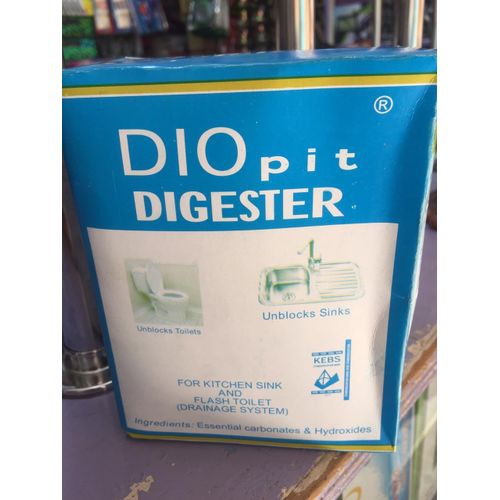 ®
DIO pit
DIGESTER
Unblocks Toilets
Unblocks Sinks
KEBS
FOR KITCHEN SINK
AND
FLASH TOILET
(DRAINAGE SYSTEM)
Ingredients: Essential carbonates & Hydroxides